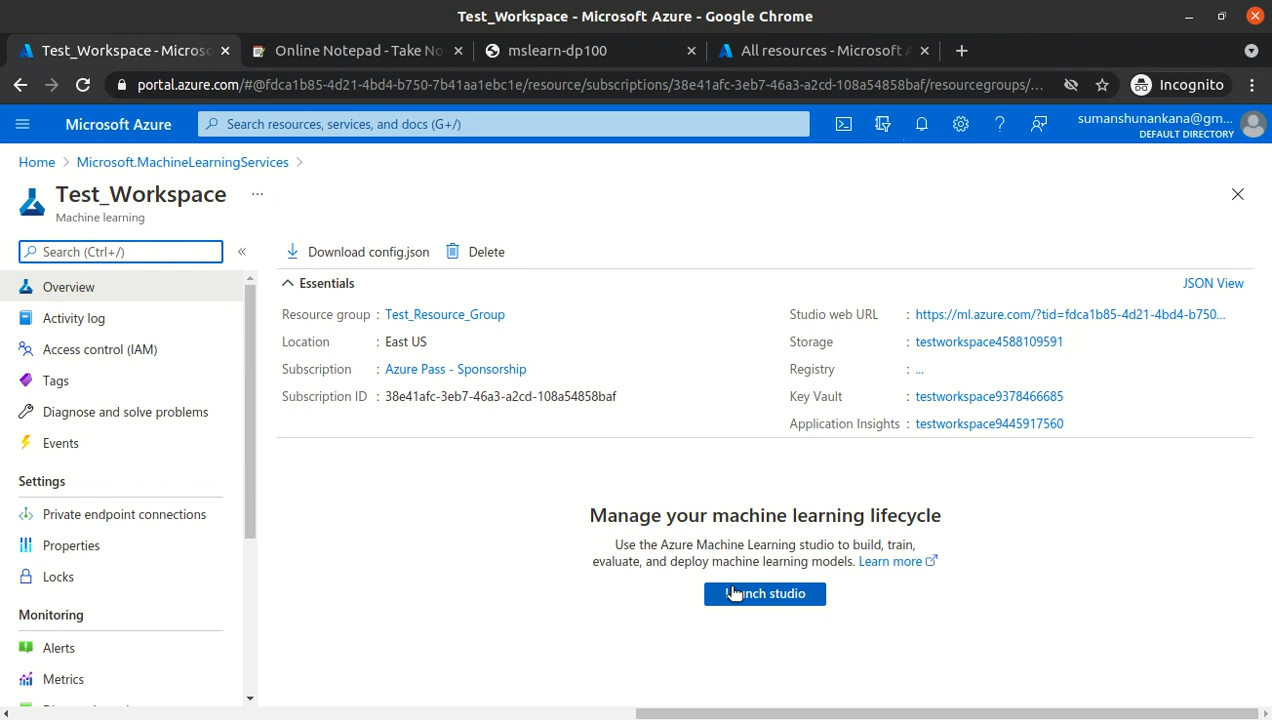 Test_Workspace - Microsoft Azure - Google Chrome
Test_Workspace - Micros
Online Notepad - Take No
mslearn-dp100
All resources - Microsoft A
portal.azure.com/#@fdca1b85-4d21-4bd4-b750-7b41aa1ebc1e/resource/subscriptions/38e41afc-3eb7-46a3-a2cd-108a54858baf/resourcegroups/...
Incognito
Microsoft Azure
Search resources, services, and docs (G+/)
sumanshunankana@gm...
DEFAULT DIRECTORY
Home > Microsoft.MachineLearningServices >
Test_Workspace ...
Machine learning
Search (Ctrl+/)
«
Download config.json
Delete
Overview
Activity log
Access control (IAM)
Tags
Diagnose and solve problems
Events
Settings
Private endpoint connections
Properties
Locks
Monitoring
Alerts
Metrics
Essentials
JSON View
Resource group : Test_Resource_Group
Location : East US
Subscription : Azure Pass - Sponsorship
Subscription ID : 38e41afc-3eb7-46a3-a2cd-108a54858baf
Studio web URL : https://ml.azure.com/?tid=fdca1b85-4d21-4bd4-b750...
Storage : testworkspace4588109591
Registry : ...
Key Vault : testworkspace9378466685
Application Insights : testworkspace9445917560
Manage your machine learning lifecycle
Use the Azure Machine Learning studio to build, train,
evaluate, and deploy machine learning models. Learn more
Launch studio